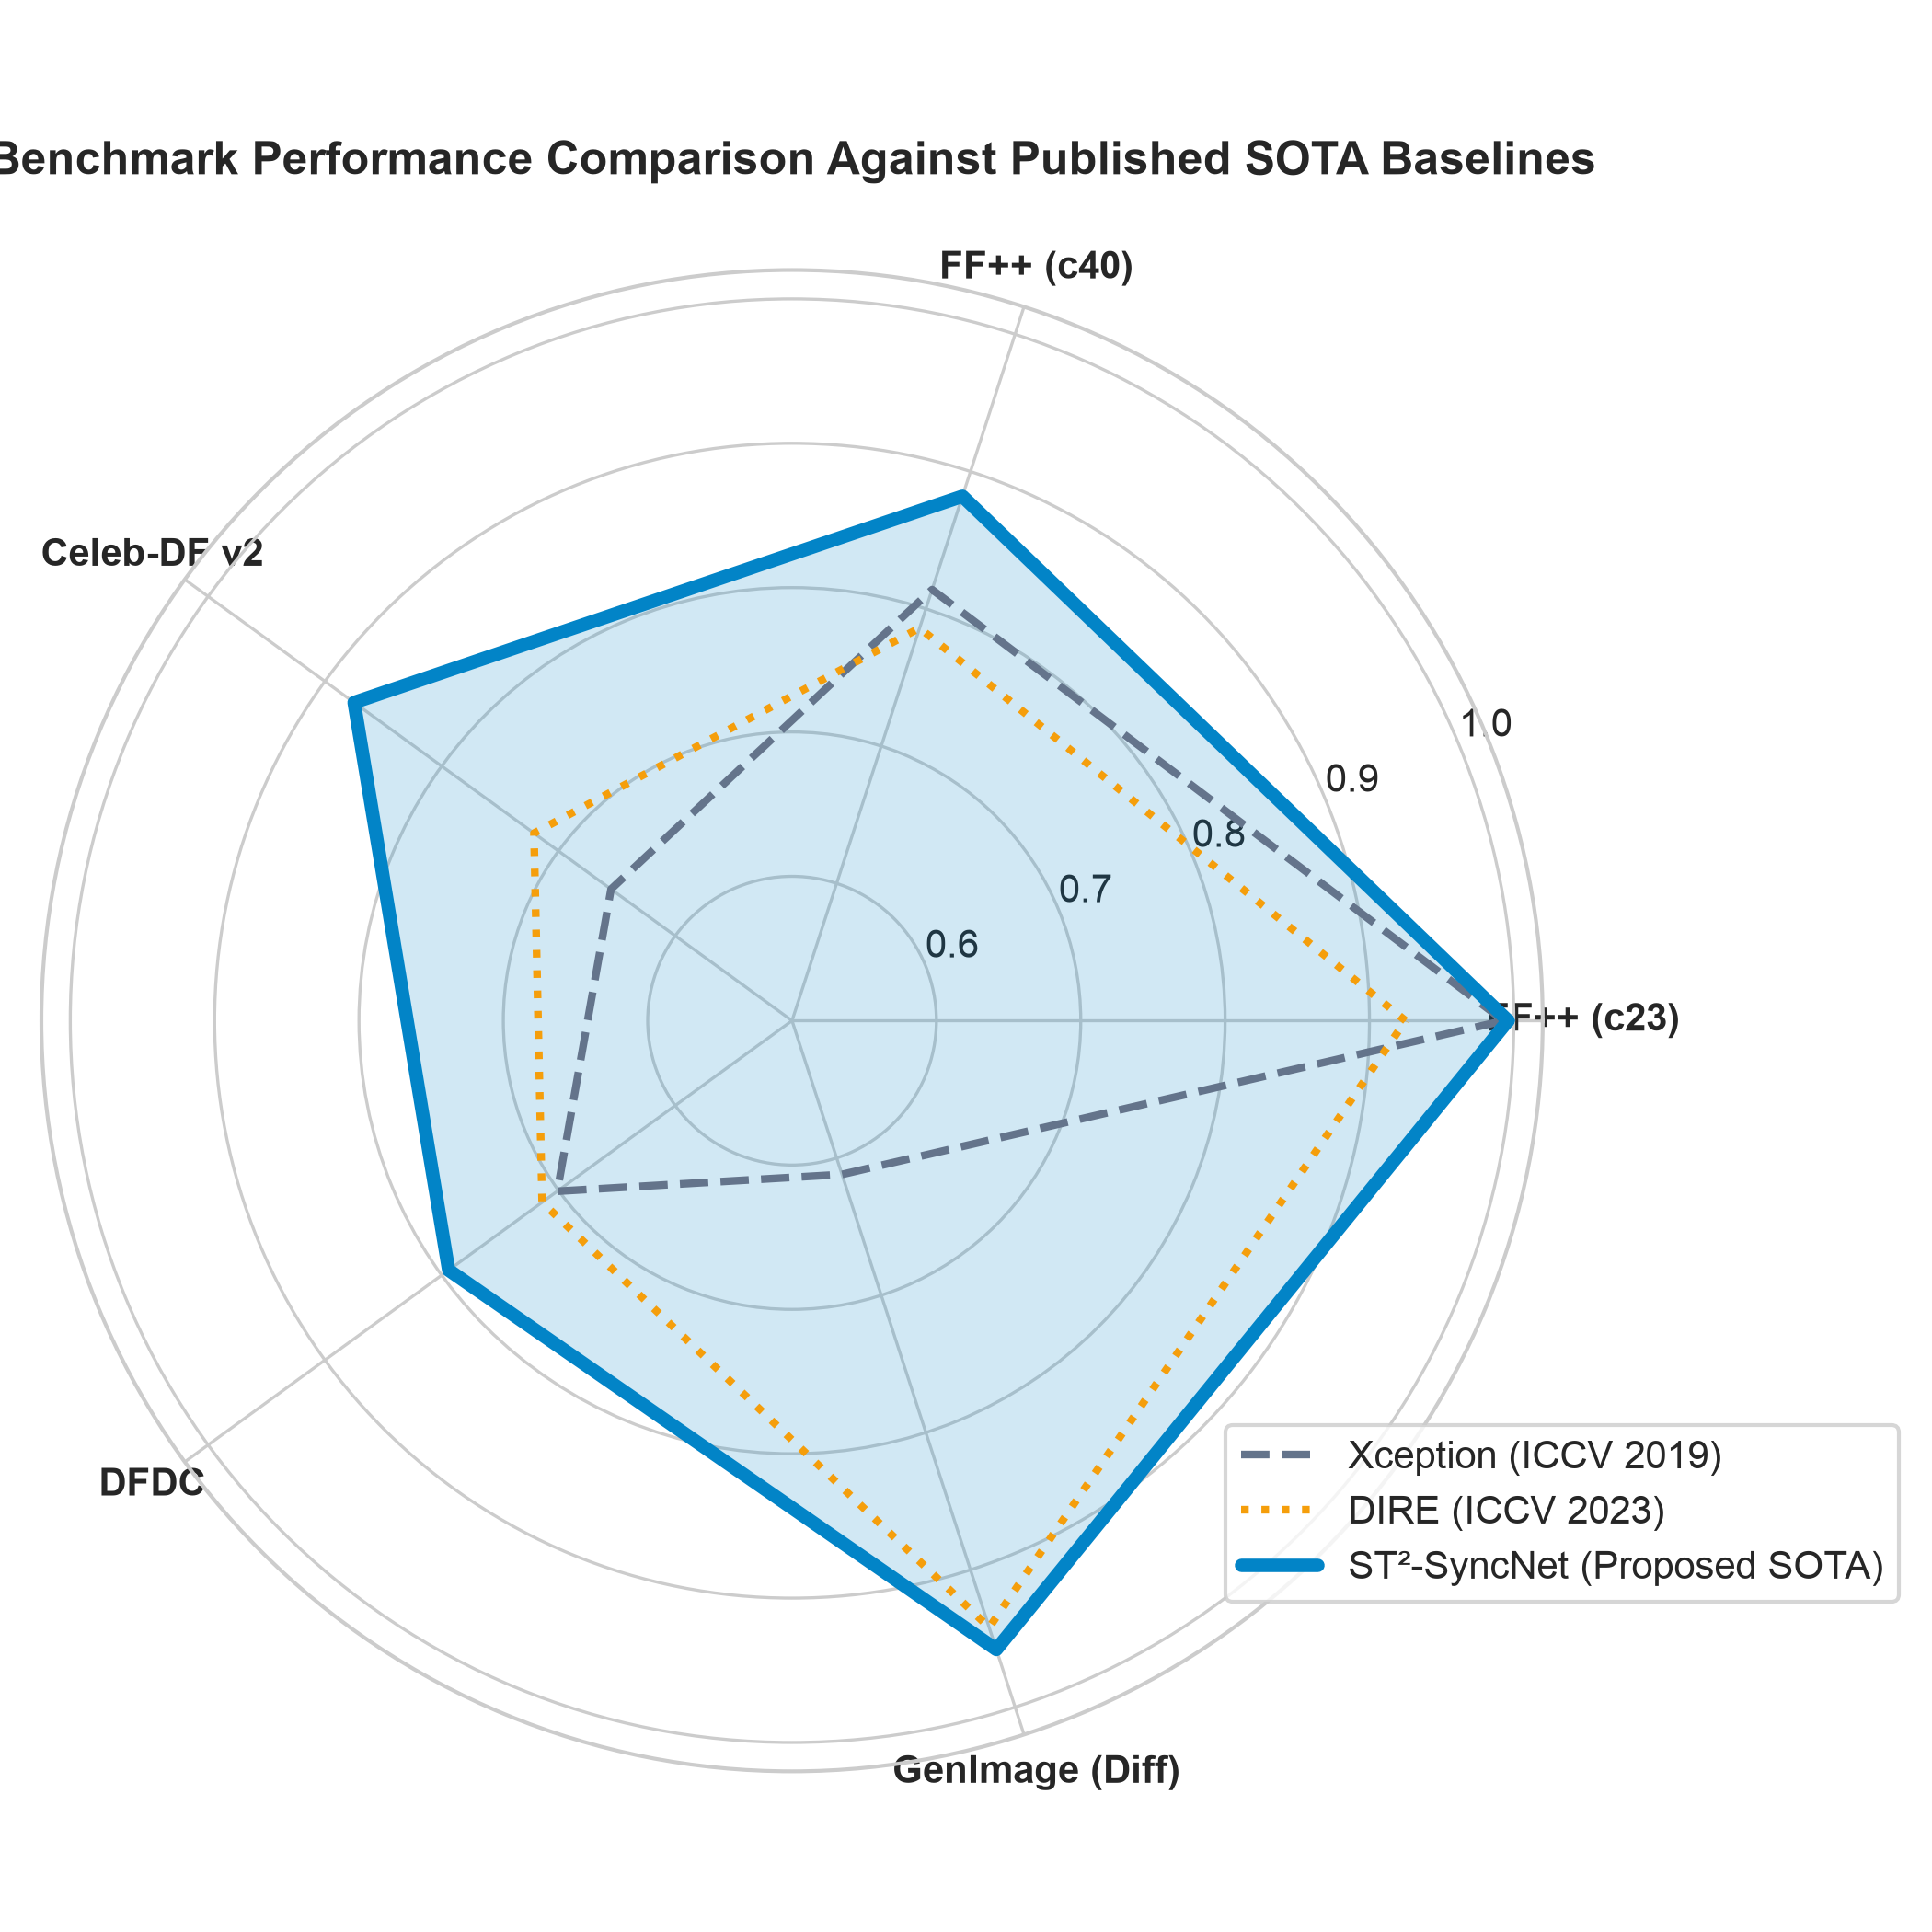 Benchmark Performance Comparison Against Published SOTA Baselines
FF++ (c40)
Celeb-DF v2
1.0
0.9
0.8
0.7
0.6
FF++ (c23)
DFDC
GenImage (Diff)
Xception (ICCV 2019)
DIRE (ICCV 2023)
ST²-SyncNet (Proposed SOTA)